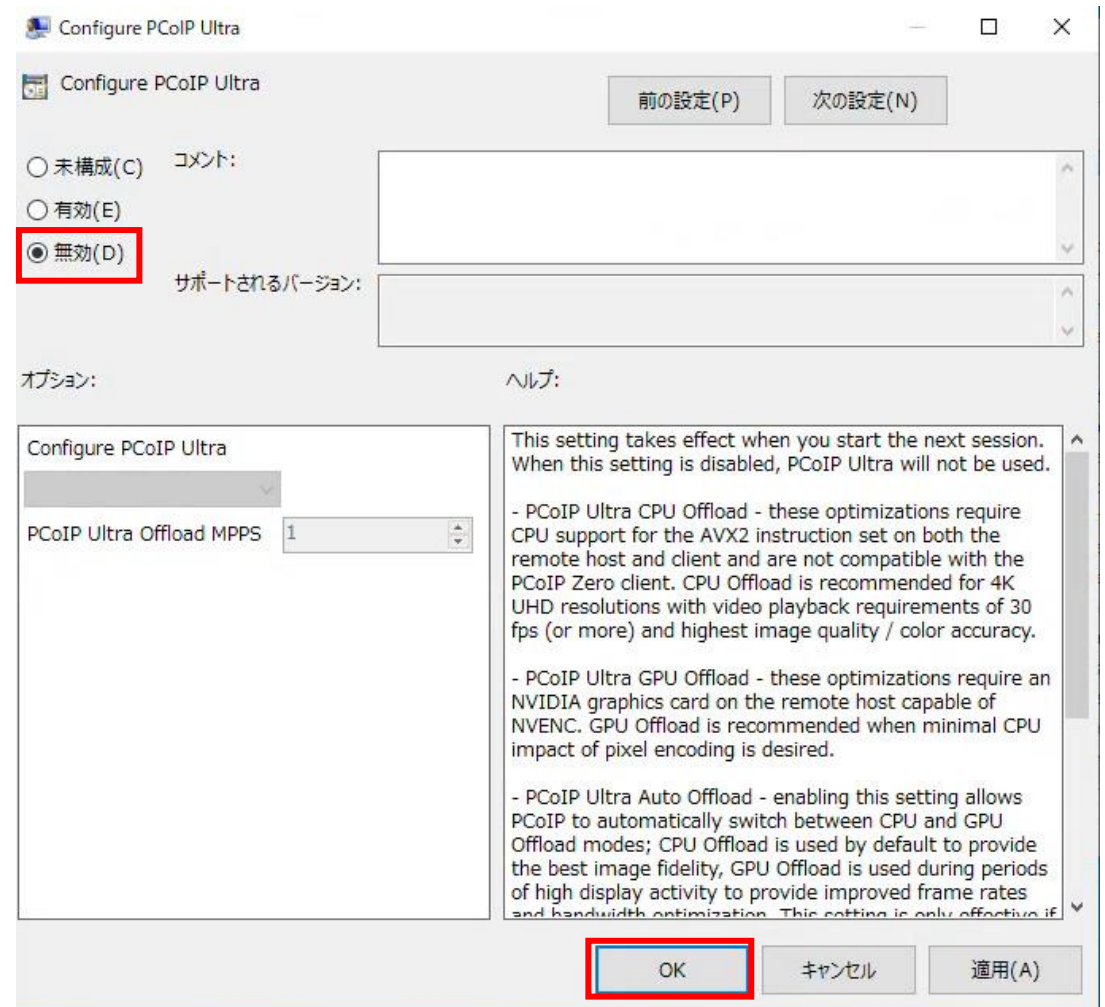 Configure PCoIP Ultra
Configure PCoIP Ultra
前の設定(P)
次の設定(N)
未構成(C)
コメント:
有効(E)
無効(D)
サポートされるバージョン:
オプション:
ヘルプ:
Configure PCoIP Ultra
PCoIP Ultra Offload MPPS
1
This setting takes effect when you start the next session.
When this setting is disabled, PCoIP Ultra will not be used.
- PCoIP Ultra CPU Offload - these optimizations require
CPU support for the AVX2 instruction set on both the
remote host and client and are not compatible with the
PCoIP Zero client. CPU Offload is recommended for 4K
UHD resolutions with video playback requirements of 30
fps (or more) and highest image quality / color accuracy.
- PCoIP Ultra GPU Offload - these optimizations require an
NVIDIA graphics card on the remote host capable of
NVENC. GPU Offload is recommended when minimal CPU
impact of pixel encoding is desired.
- PCoIP Ultra Auto Offload - enabling this setting allows
PCoIP to automatically switch between CPU and GPU
Offload modes; CPU Offload is used by default to provide
the best image fidelity, GPU Offload is used during periods
of high display activity to provide improved frame rates
and bandwidth optimization. This setting is only effective if
OK
キャンセル
適用(A)